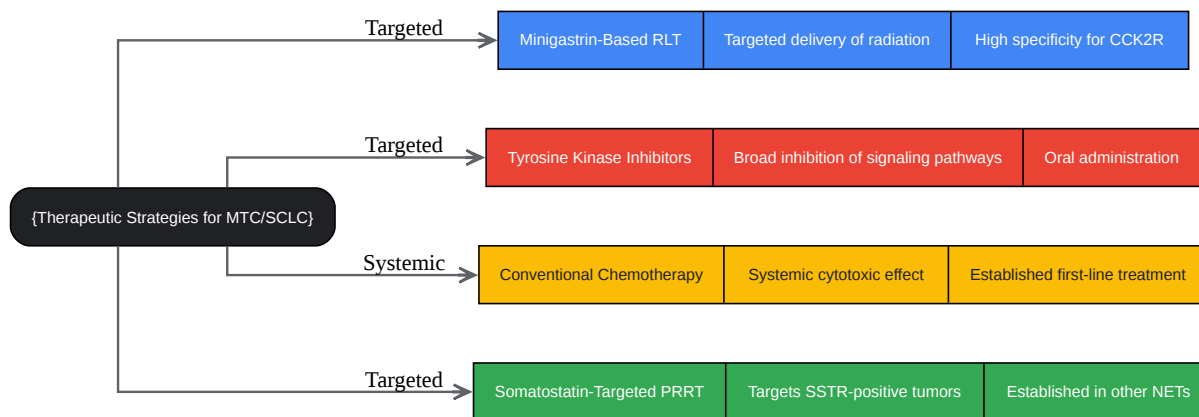 Targeted
Minigastrin-Based RLT
Targeted delivery of radiation
High specificity for CCK2R
Targeted
Tyrosine Kinase Inhibitors
Broad inhibition of signaling pathways
Oral administration
{Therapeutic Strategies for MTC/SCLC}
Systemic
Conventional Chemotherapy
Systemic cytotoxic effect
Established first-line treatment
Targeted
Somatostatin-Targeted PRRT
Targets SSTR-positive tumors
Established in other NETs